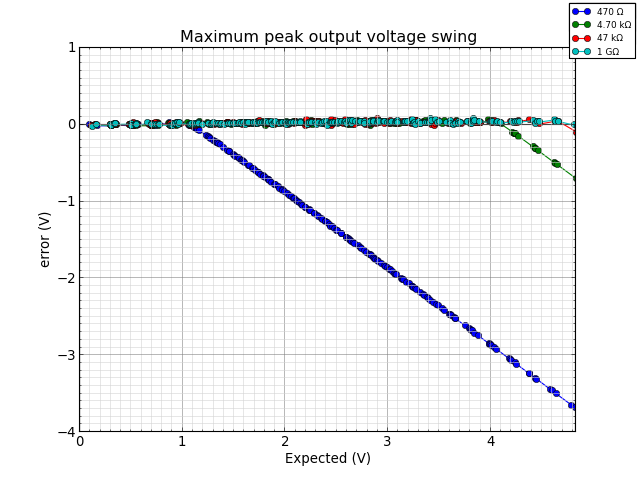 Maximum peak output voltage swing
470 Ω
4.70 kΩ
47 kΩ
1 GΩ
1
0
−1
−2
−3
−4
error (V)
0 1 2 3 4
Expected (V)